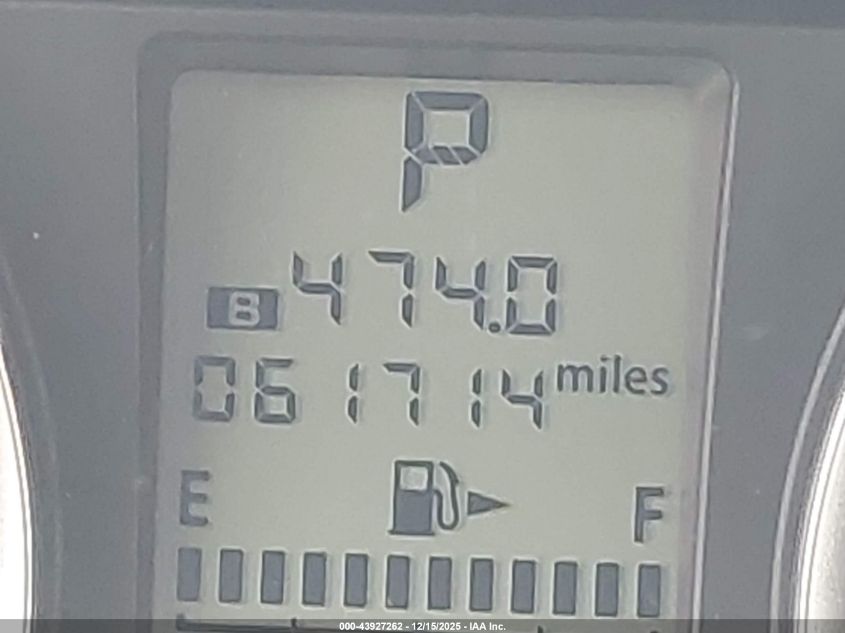 P
B 474.0
061714 miles
E F
000-43927262 - 12/15/2025 - IAA Inc.